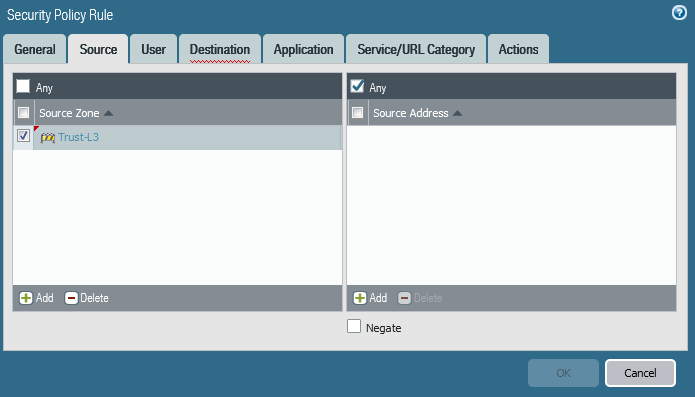 Security Policy Rule
General Source User Destination Application Service/URL Category Actions
Any Any
Source Zone Source Address
Trust-L3
Add Delete Add Delete
Negate
OK Cancel